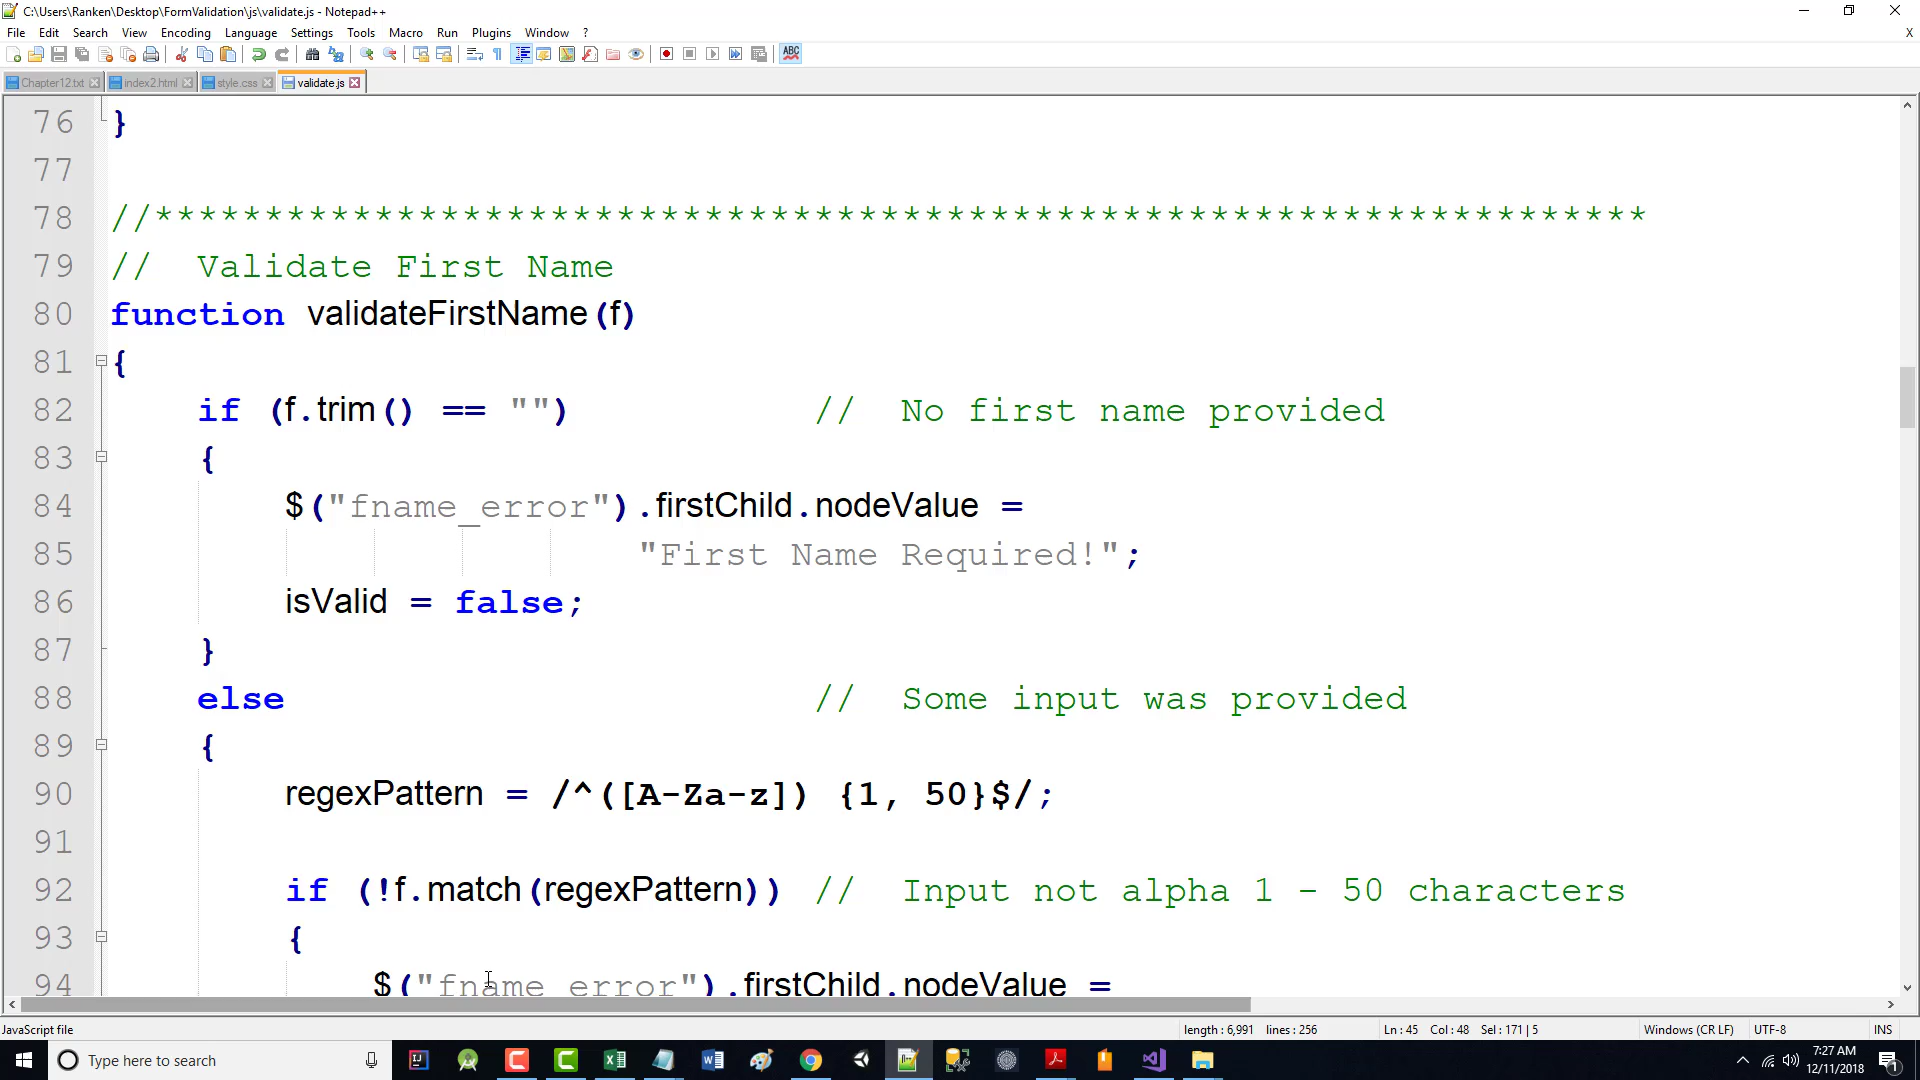 C:\Users\Ranken\Desktop\FormValidation\js\validate.js - Notepad++
File Edit Search View Encoding Language Settings Tools Macro Run Plugins Window ? X
ABC
Chapter12.txt index2.html style.css validate.js
76 }
77
78 //********************************************************************
79 // Validate First Name
80 function validateFirstName(f)
81 {
82 if (f.trim() == "") // No first name provided
83 {
84 $("fname_error").firstChild.nodeValue =
85 "First Name Required!";
86 isValid = false;
87 }
88 else // Some input was provided
89 {
90 regexPattern = /^([A-Za-z]) {1, 50}$/;
91
92 if (!f.match(regexPattern)) // Input not alpha 1 - 50 characters
93 {
94 $("fname_error").firstChild.nodeValue =
JavaScript file length : 6,991 lines : 256 Ln : 45 Col : 48 Sel : 171 | 5 Windows (CR LF) UTF-8 INS
Type here to search
7:27 AM
12/11/2018
1